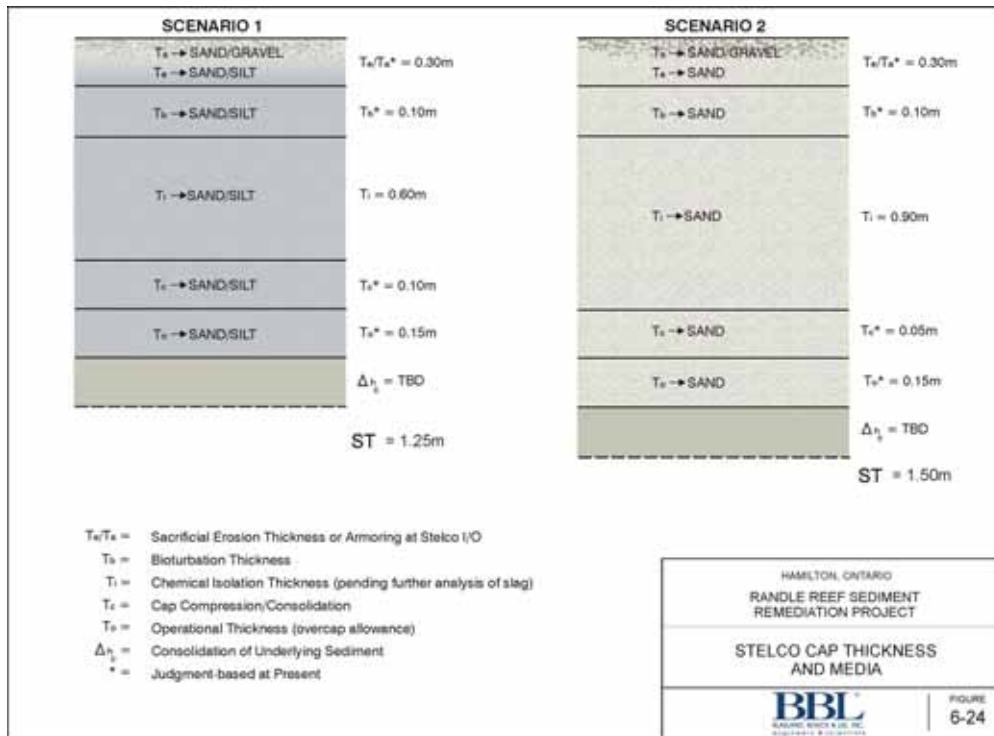 SCENARIO 1
Ta → SAND/GRAVEL
Te → SAND/SILT
Te/Ta* = 0.30m
Tb → SAND/SILT
Tb* = 0.10m
Ti → SAND/SILT
Ti = 0.60m
Tc → SAND/SILT
Tc* = 0.10m
To → SAND/SILT
To* = 0.15m
Δh = TBD
ST = 1.25m
SCENARIO 2
SAND/GRAVEL
Te → SAND
Te/Ta* = 0.30m
Tb → SAND
Tb* = 0.10m
Ti → SAND
Ti = 0.90m
Tc → SAND
Tc* = 0.05m
To → SAND
To* = 0.15m
Δh = TBD
ST = 1.50m
Te/Ta = Sacrificial Erosion Thickness or Armoring at Stelco I/O
Tb = Bioturbation Thickness
Ti = Chemical Isolation Thickness (pending further analysis of slag)
Tc = Cap Compression/Consolidation
To = Operational Thickness (overcap allowance)
Δh = Consolidation of Underlying Sediment
* = Judgment-based at Present
HAMILTON, ONTARIO
RANDLE REEF SEDIMENT
REMEDIATION PROJECT
STELCO CAP THICKNESS
AND MEDIA
BBL
FIGURE
6-24